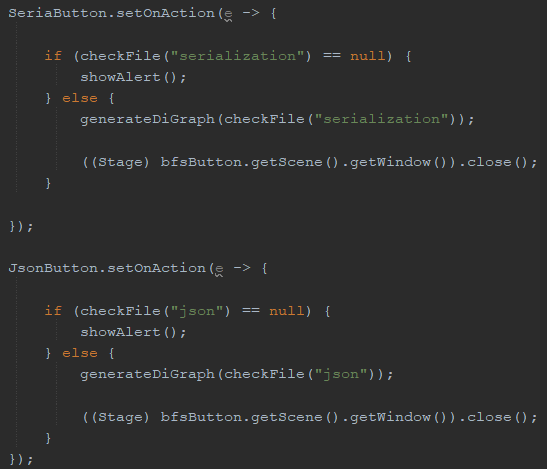 SeriaButton.setOnAction(e -> {
if (checkFile("serialization") == null) {
showAlert();
} else {
generateDiGraph(checkFile("serialization"));
((Stage) bfsButton.getScene().getWindow()).close();
}
});
JsonButton.setOnAction(e -> {
if (checkFile("json") == null) {
showAlert();
} else {
generateDiGraph(checkFile("json"));
((Stage) bfsButton.getScene().getWindow()).close();
}
});